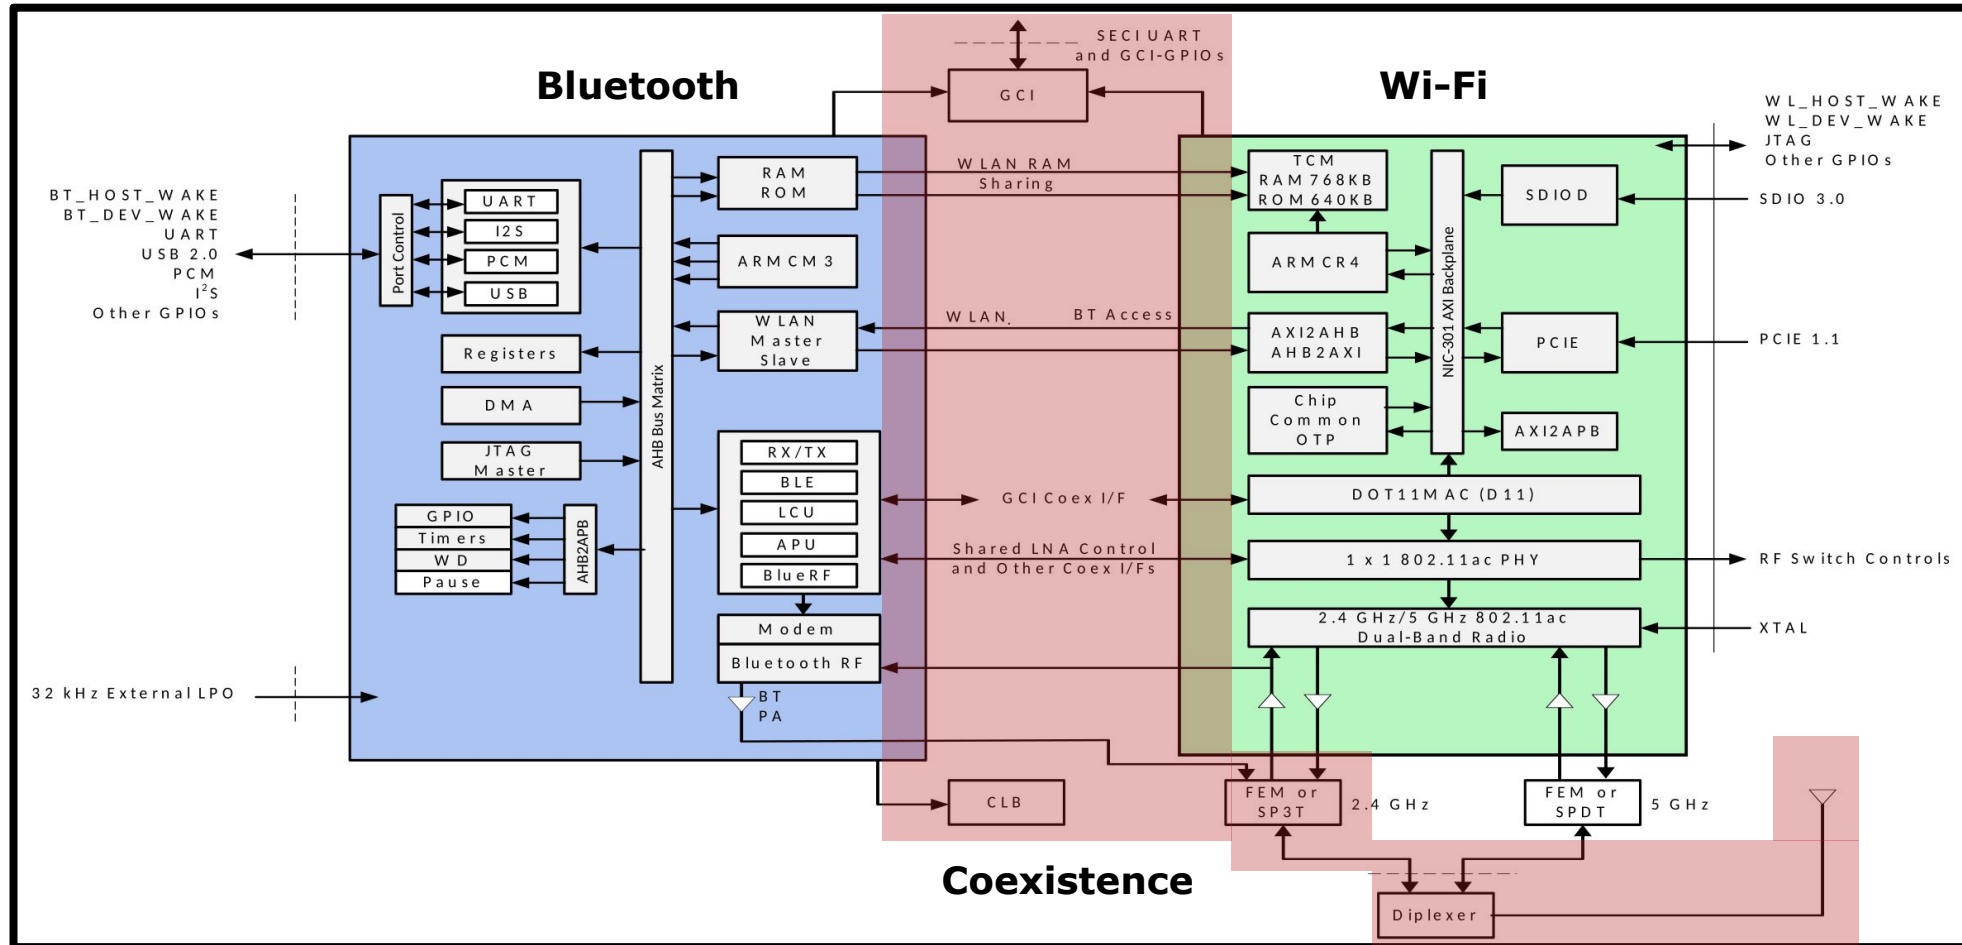 SECI UART
and GCI-GPIOs
Bluetooth
Wi-Fi
GCI
WL_HOST_WAKE
WL_DEV_WAKE
JTAG
Other GPIOs
SDIO 3.0
PCIE 1.1
RF Switch Controls
XTAL
BT_HOST_WAKE
BT_DEV_WAKE
UART
USB 2.0
PCM
I²S
Other GPIOs
32 kHz External LPO
Port Control
UART
I2S
PCM
USB
Registers
DMA
JTAG
Master
GPIO
Timers
WD
Pause
AHB2APB
AHB Bus Matrix
RAM
ROM
ARMCM3
WLAN
Master
Slave
RX/TX
BLE
LCU
APU
BlueRF
Modem
Bluetooth RF
BT
PA
WLAN RAM
Sharing
WLAN. BT Access
GCI Coex I/F
Shared LNA Control
and Other Coex I/Fs
CLB
TCM
RAM 768KB
ROM 640KB
ARMCR4
AXI2AHB
AHB2AXI
Chip
Common
OTP
NIC-301 AXI Backplane
SDIOD
PCIE
AXI2APB
DOT11MAC (D11)
1 x 1 802.11ac PHY
2.4 GHz/5 GHz 802.11ac
Dual-Band Radio
FEM or
SP3T
2.4 GHz
FEM or
SPDT
5 GHz
Coexistence
Diplexer